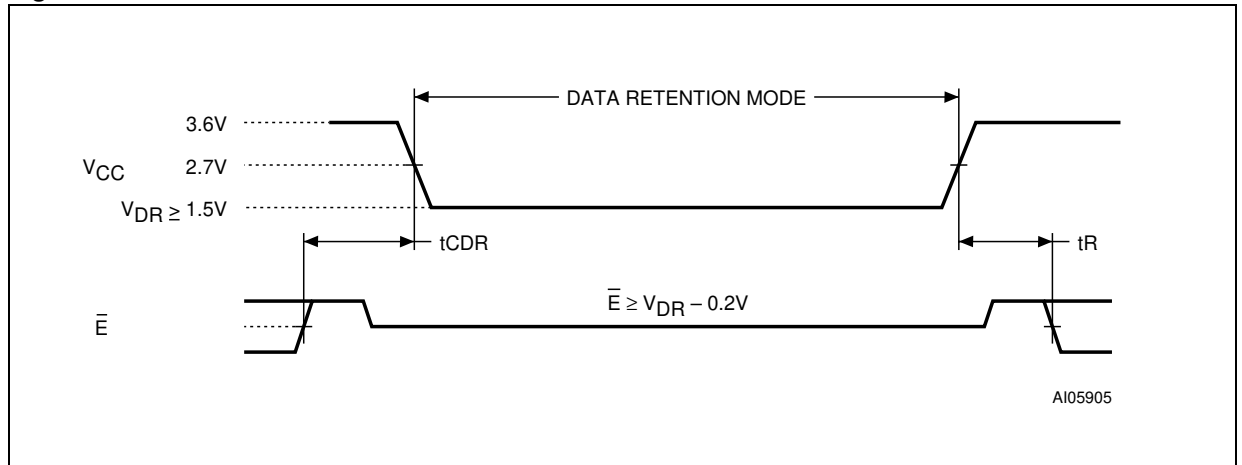 DATA RETENTION MODE
3.6V
VCC 2.7V
VDR ≥ 1.5V
tCDR
tR
E̅ ≥ VDR – 0.2V
E̅
AI05905